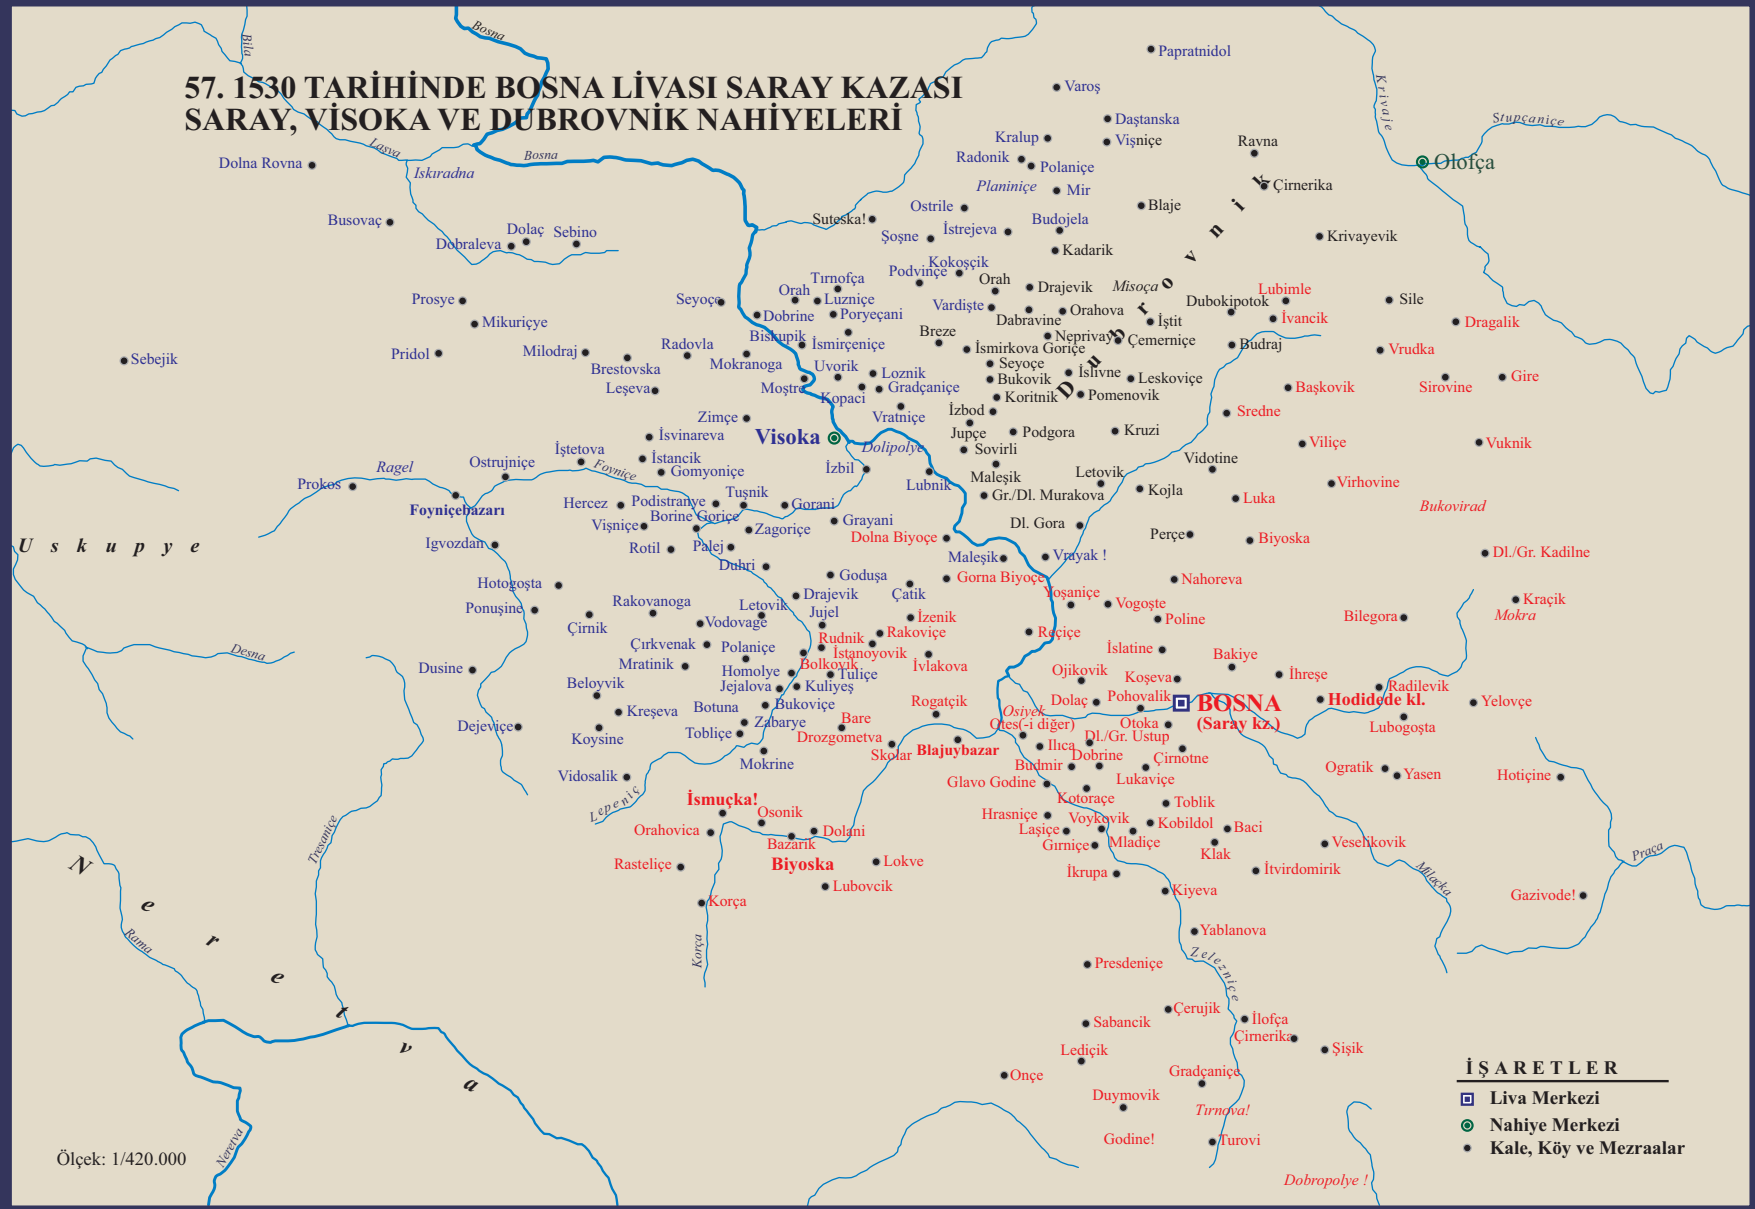 57. 1530 TARİHİNDE BOSNA LİVASI SARAY KAZASI
SARAY, VİSOKA VE DUBROVNİK NAHİYELERİ
Bosna
Bila
Lasva
Bosna
Iskıradna
Krivaje
Stupçaniçe
Olofça
Papratnidol
Varoş
Daştanska
Kralup
Vişniçe
Ravna
Radonik
Polaniçe
Planiniçe
Mir
Çirnerika
Dolna Rovna
Busovaç
Dobraleva
Dolaç
Sebino
Suteska!
Ostrile
Blaje
Şoşne
İstrejeva
Budojela
Kadarik
Krivayevik
Dubrovnik
Kokoşçik
Podvinçe
Tırnofça
Orah
Luzniçe
Orah
Drajevik
Misoça
Lubimle
Prosye
Seyoçe
Dobrine
Poryeçani
Vardişte
Dabravine
Orahova
Dubokipotok
İvancik
Sile
Dragalik
Mikuriçye
Biskupik
İsmirçeniçe
Breze
Neprivay
İştit
Çemerniçe
Budraj
Vrudka
Sebejik
Pridol
Milodraj
Brestovska
Radovla
Mokranoga
İsmirkova Goriçe
Seyoçe
İslivne
Leskoviçe
Uvorik
Loznik
Moştre
Kopaci
Gradçaniçe
Bukovik
Koritnik
Pomenovik
Başkovik
Sirovine
Gire
Leşeva
Vratniçe
İzbod
Sredne
Zimçe
Visoka
Dolipolye
Jupçe
Podgora
Kruzi
Viliçe
Vuknik
İsvinareva
İştetova
İstancik
Gomyoniçe
Sovirli
Maleşik
Letovik
Vidotine
Ragel
Ostrujniçe
Foyniçe
İzbil
Lubnik
Gr./Dl. Murakova
Kojla
Luka
Virhovine
Prokos
Foyniçebazarı
Hercez
Podistranye
Tuşnik
Gorani
Bukovirad
Vişniçe
Borine Goriçe
Zagoriçe
Grayani
Dl. Gora
Perçe
Biyoska
Uskupye
Igvozdan
Rotil
Palej
Dolna Biyoçe
Maleşik
Vrayak !
Dl./Gr. Kadilne
Duhri
Goduşa
Gorna Biyoçe
Nahoreva
Hotogoşta
Drajevik
Çatik
Yoşaniçe
Vogoşte
Kraçik
Ponuşine
Çirnik
Rakovanoga
Letovik
Vodovage
Jujel
İzenik
Poline
Bilegora
Mokra
Desna
Çırkvenak
Polaniçe
Rudnik
Rakoviçe
İstanoyovik
Reçiçe
İslatine
Dusine
Mratinik
Homolye
Bolkovik
Tuliçe
İvlakova
Ojikovik
Koşeva
Bakiye
İhreşe
Beloyvik
Jejalova
Kuliyeş
Rogatçik
Dolaç
Pohovalik
BOSNA
(Saray kz.)
Hodidede kl.
Radilevik
Yelovçe
Kreşeva
Botuna
Bukoviçe
Osiyek
Otes(-i diğer)
Otoka
Lubogoşta
Dejeviçe
Koysine
Tobliçe
Zabarye
Bare
Drozgometva
Skolar
Blajuybazar
Ilıca
Dl./Gr. Ustup
Çirnotne
Mokrine
Budmir
Dobrine
Lukaviçe
Ogratik
Yasen
Hotiçine
Vidosalik
Lepeniç
Glavo Godine
Kotoraçe
Toblik
İsmuçka!
Osonik
Hrasniçe
Voykovik
Kobildol
Baci
Orahovica
Bazarik
Dolani
Laşiçe
Mladiçe
Klak
Veselikovik
Tresaniçe
Girniçe
Rasteliçe
Biyoska
Lokve
İkrupa
İtvirdomirik
Milaçka
Praça
Neretva
Lubovcik
Kiyeva
Gazivode!
Korça
Yablanova
Rama
Korça
Presdeniçe
Zelezniçe
Çerujik
Sabancik
İlofça
Çirnerika
Lediçik
Şişik
Onçe
Gradçaniçe
Duymovik
Tırnova!
Godine!
Turovi
Neretva
Dobropolye !
Ölçek: 1/420.000
İŞARETLER
Liva Merkezi
Nahiye Merkezi
Kale, Köy ve Mezraalar